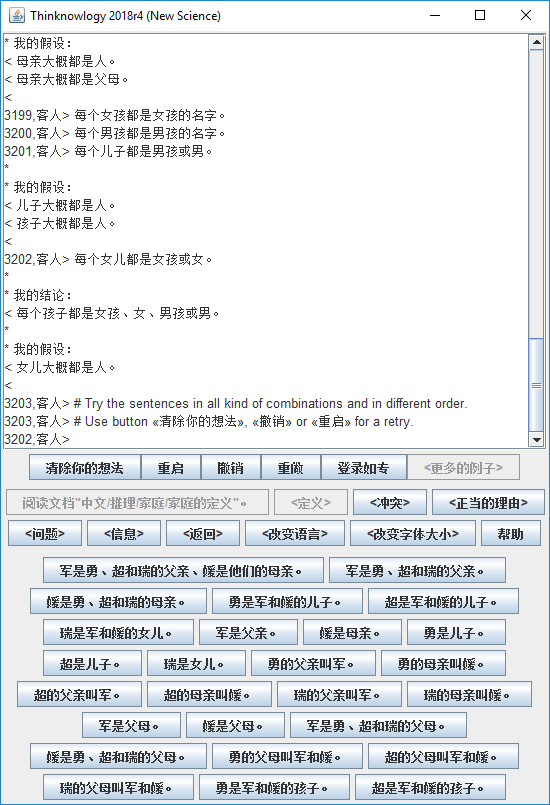 Thinknowlogy 2018r4 (New Science)
* 我的假设：
< 母亲大概都是人。
< 母亲大概都是父母。
<
3199,客人> 每个女孩都是女孩的名字。
3200,客人> 每个男孩都是男孩的名字。
3201,客人> 每个儿子都是男孩或男。
*
* 我的假设：
< 儿子大概都是人。
< 孩子大概都是人。
<
3202,客人> 每个女儿都是女孩或女。
*
* 我的结论：
< 每个孩子都是女孩、女、男孩或男。
*
* 我的假设：
< 女儿大概都是人。
<
3203,客人> # Try the sentences in all kind of combinations and in different order.
3203,客人> # Use button «清除你的想法», «撤销» or «重启» for a retry.
3202,客人>
清除你的想法 重启 撤销 重做 登录如专 <更多的例子>
阅读文档"中文/推理/家庭/家庭的定义"。 <定义> <冲突> <正当的理由>
<问题> <信息> <返回> <改变语言> <改变字体大小> 帮助
军是勇、超和瑞的父亲、媛是他们的母亲。 军是勇、超和瑞的父亲。
媛是勇、超和瑞的母亲。 勇是军和媛的儿子。 超是军和媛的儿子。
瑞是军和媛的女儿。 军是父亲。 媛是母亲。 勇是儿子。
超是儿子。 瑞是女儿。 勇的父亲叫军。 勇的母亲叫媛。
超的父亲叫军。 超的母亲叫媛。 瑞的父亲叫军。 瑞的母亲叫媛。
军是父母。 媛是父母。 军是勇、超和瑞的父母。
媛是勇、超和瑞的父母。 勇的父母叫军和媛。 超的父母叫军和媛。
瑞的父母叫军和媛。 勇是军和媛的孩子。 超是军和媛的孩子。